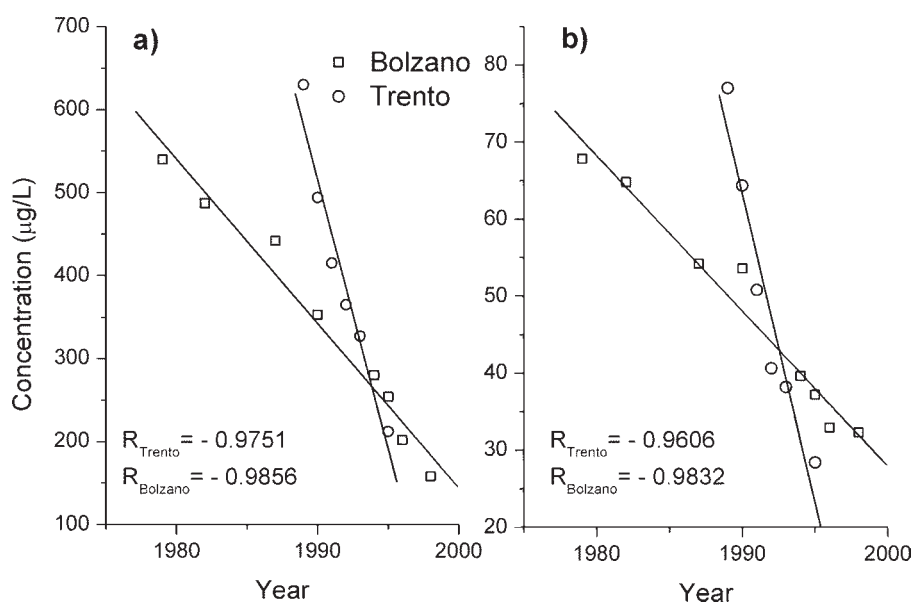 a)
□ Bolzano
○ Trento
Concentration (μg/L)
700
600
500
400
300
200
100
R_Trento = - 0.9751
R_Bolzano = - 0.9856
1980 1990 2000
Year
b)
80
70
60
50
40
30
20
R_Trento = - 0.9606
R_Bolzano = - 0.9832
1980 1990 2000
Year